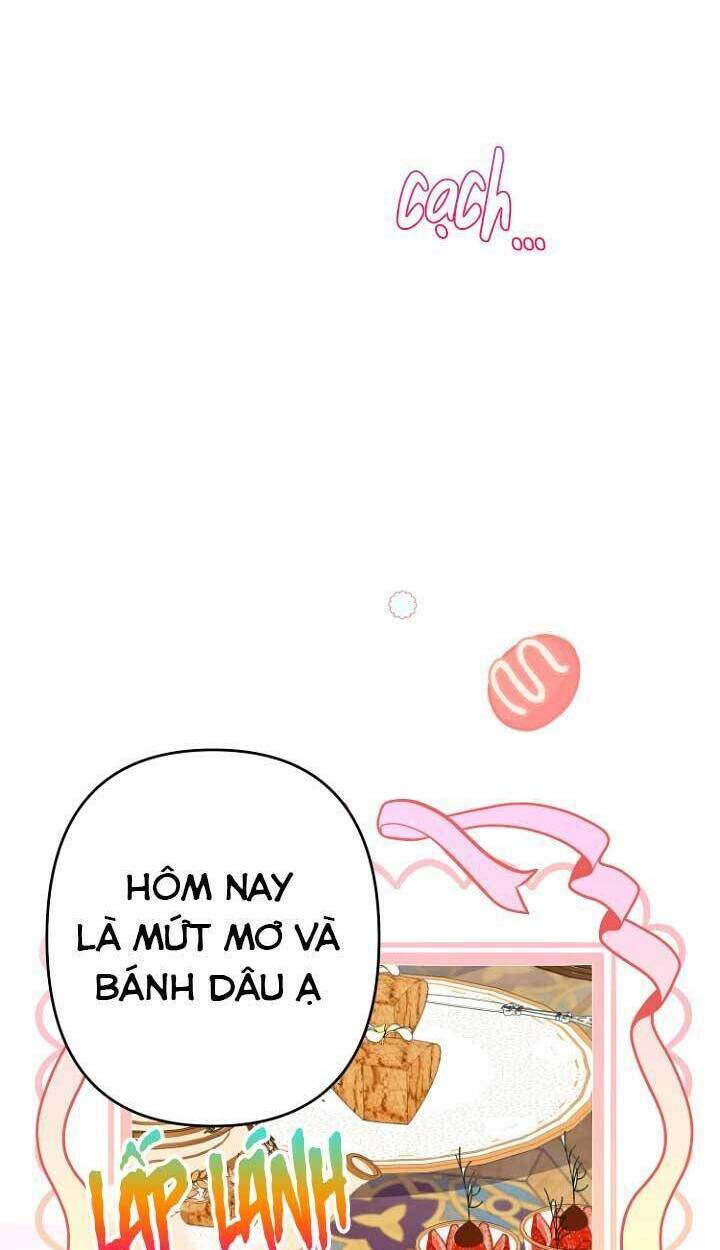 cạch...
HÔM NAY
LÀ MỨT MƠ VÀ
BÁNH DÂU Ạ
LẤP LÁNH